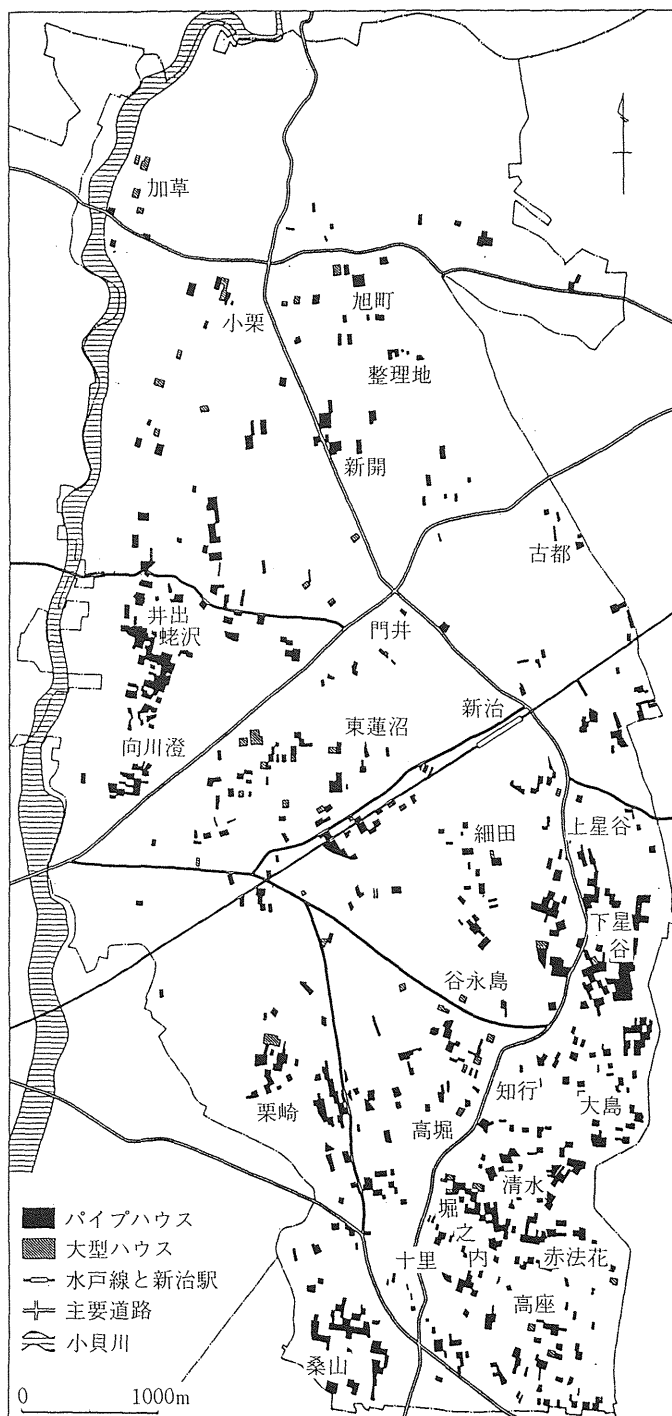 加草
小栗
旭町
整理地
新開
古都
井出
蛯沢
門井
新治
東蓮沼
向川澄
細田
上星谷
下星
谷
谷永島
知行
大島
栗崎
高堀
清水
堀
之
内
赤法花
十里
高座
桑山
パイプハウス
大型ハウス
水戸線と新治駅
主要道路
小貝川
0 1000m